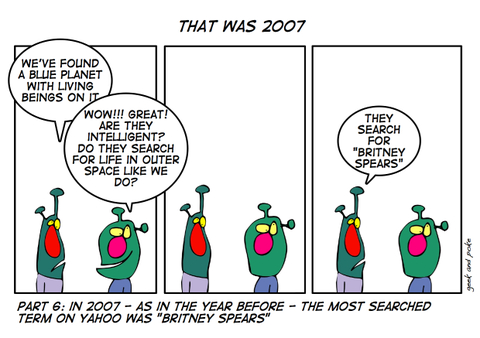 THAT WAS 2007
WE'VE FOUND
A BLUE PLANET
WITH LIVING
BEINGS ON IT
WOW!!! GREAT!
ARE THEY
INTELLIGENT?
DO THEY SEARCH
FOR LIFE IN OUTER
SPACE LIKE WE
DO?
THEY
SEARCH
FOR
"BRITNEY
SPEARS"
geek and poke
PART 6: IN 2007 - AS IN THE YEAR BEFORE - THE MOST SEARCHED
TERM ON YAHOO WAS "BRITNEY SPEARS"